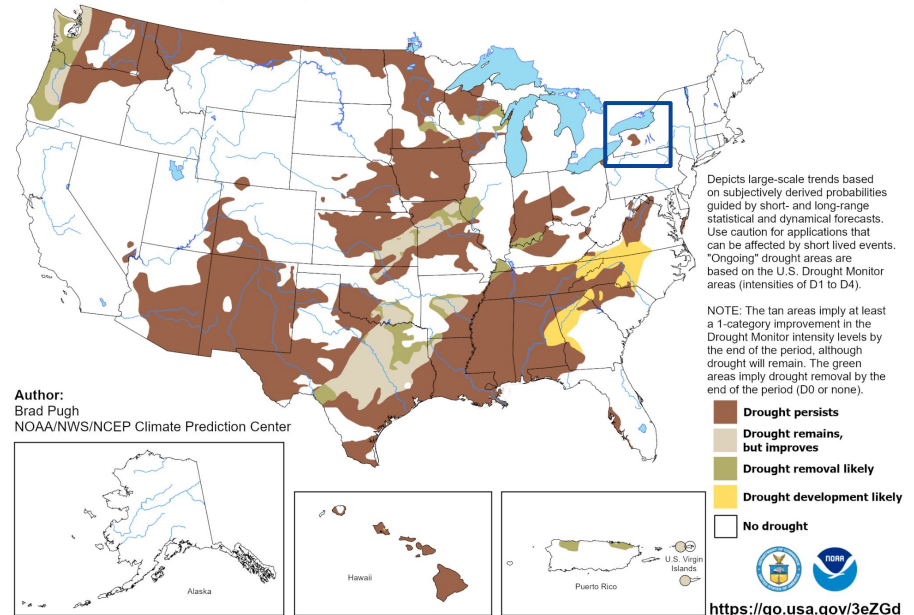 Depicts large-scale trends based
on subjectively derived probabilities
guided by short- and long-range
statistical and dynamical forecasts.
Use caution for applications that
can be affected by short lived events.
"Ongoing" drought areas are
based on the U.S. Drought Monitor
areas (intensities of D1 to D4).
NOTE: The tan areas imply at least
a 1-category improvement in the
Drought Monitor intensity levels by
the end of the period, although
drought will remain. The green
areas imply drought removal by the
end of the period (D0 or none).
Author:
Brad Pugh
NOAA/NWS/NCEP Climate Prediction Center
Drought persists
Drought remains,
but improves
Drought removal likely
Drought development likely
No drought
Alaska
Hawaii
Puerto Rico
U.S. Virgin
Islands
NOAA
https://go.usa.gov/3eZGd